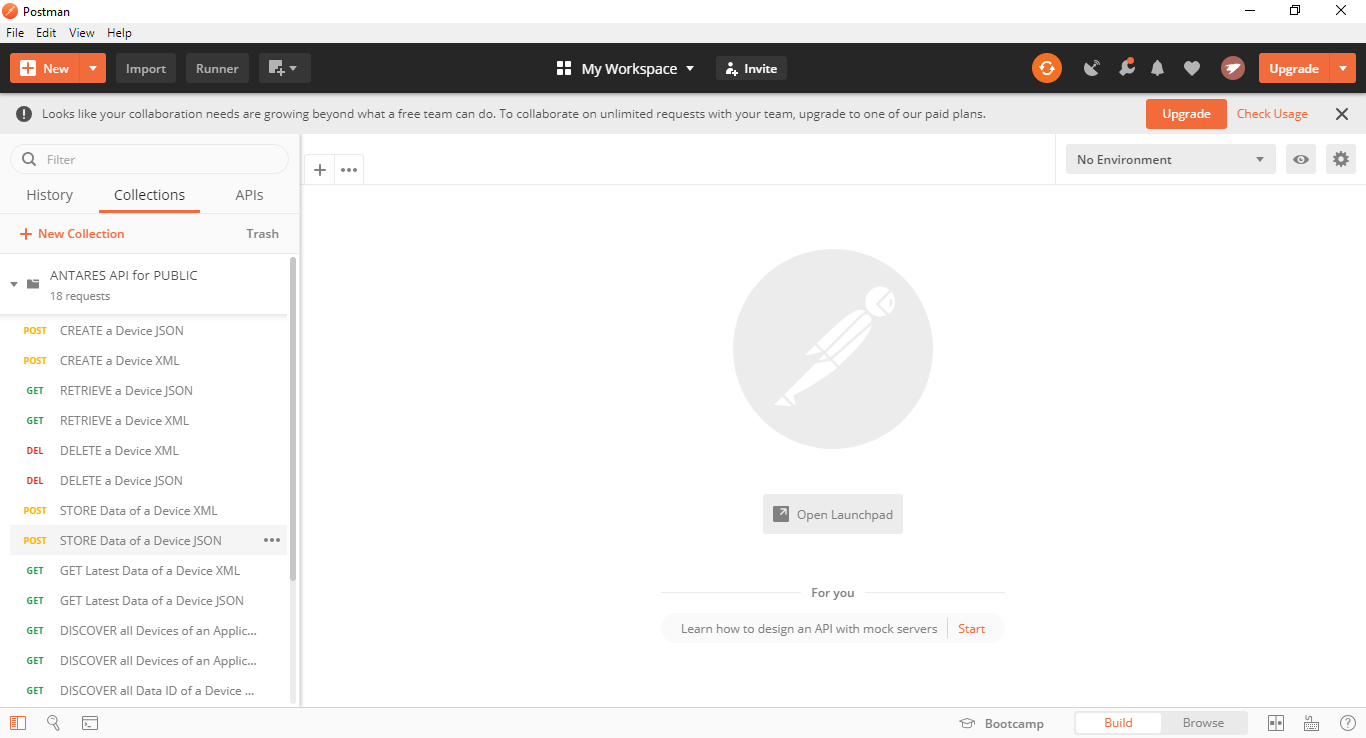 Postman
File Edit View Help
New Import Runner My Workspace Invite Upgrade
Looks like your collaboration needs are growing beyond what a free team can do. To collaborate on unlimited requests with your team, upgrade to one of our paid plans. Upgrade Check Usage
Filter
No Environment
History Collections APIs
New Collection Trash
ANTARES API for PUBLIC
18 requests
POST CREATE a Device JSON
POST CREATE a Device XML
GET RETRIEVE a Device JSON
GET RETRIEVE a Device XML
DEL DELETE a Device XML
DEL DELETE a Device JSON
POST STORE Data of a Device XML
POST STORE Data of a Device JSON
GET GET Latest Data of a Device XML
GET GET Latest Data of a Device JSON
GET DISCOVER all Devices of an Applic...
GET DISCOVER all Devices of an Applic...
GET DISCOVER all Data ID of a Device ...
Open Launchpad
For you
Learn how to design an API with mock servers Start
Bootcamp Build Browse